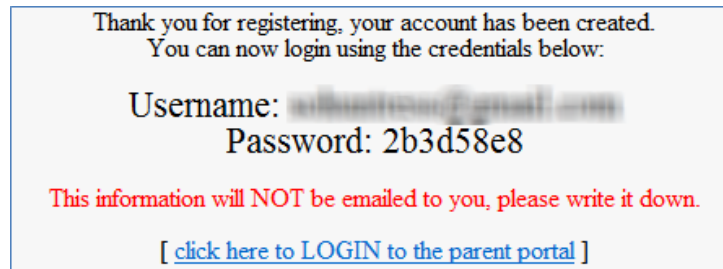 Thank you for registering, your account has been created.
You can now login using the credentials below:
Username:
Password: 2b3d58e8
This information will NOT be emailed to you, please write it down.
[ click here to LOGIN to the parent portal ]